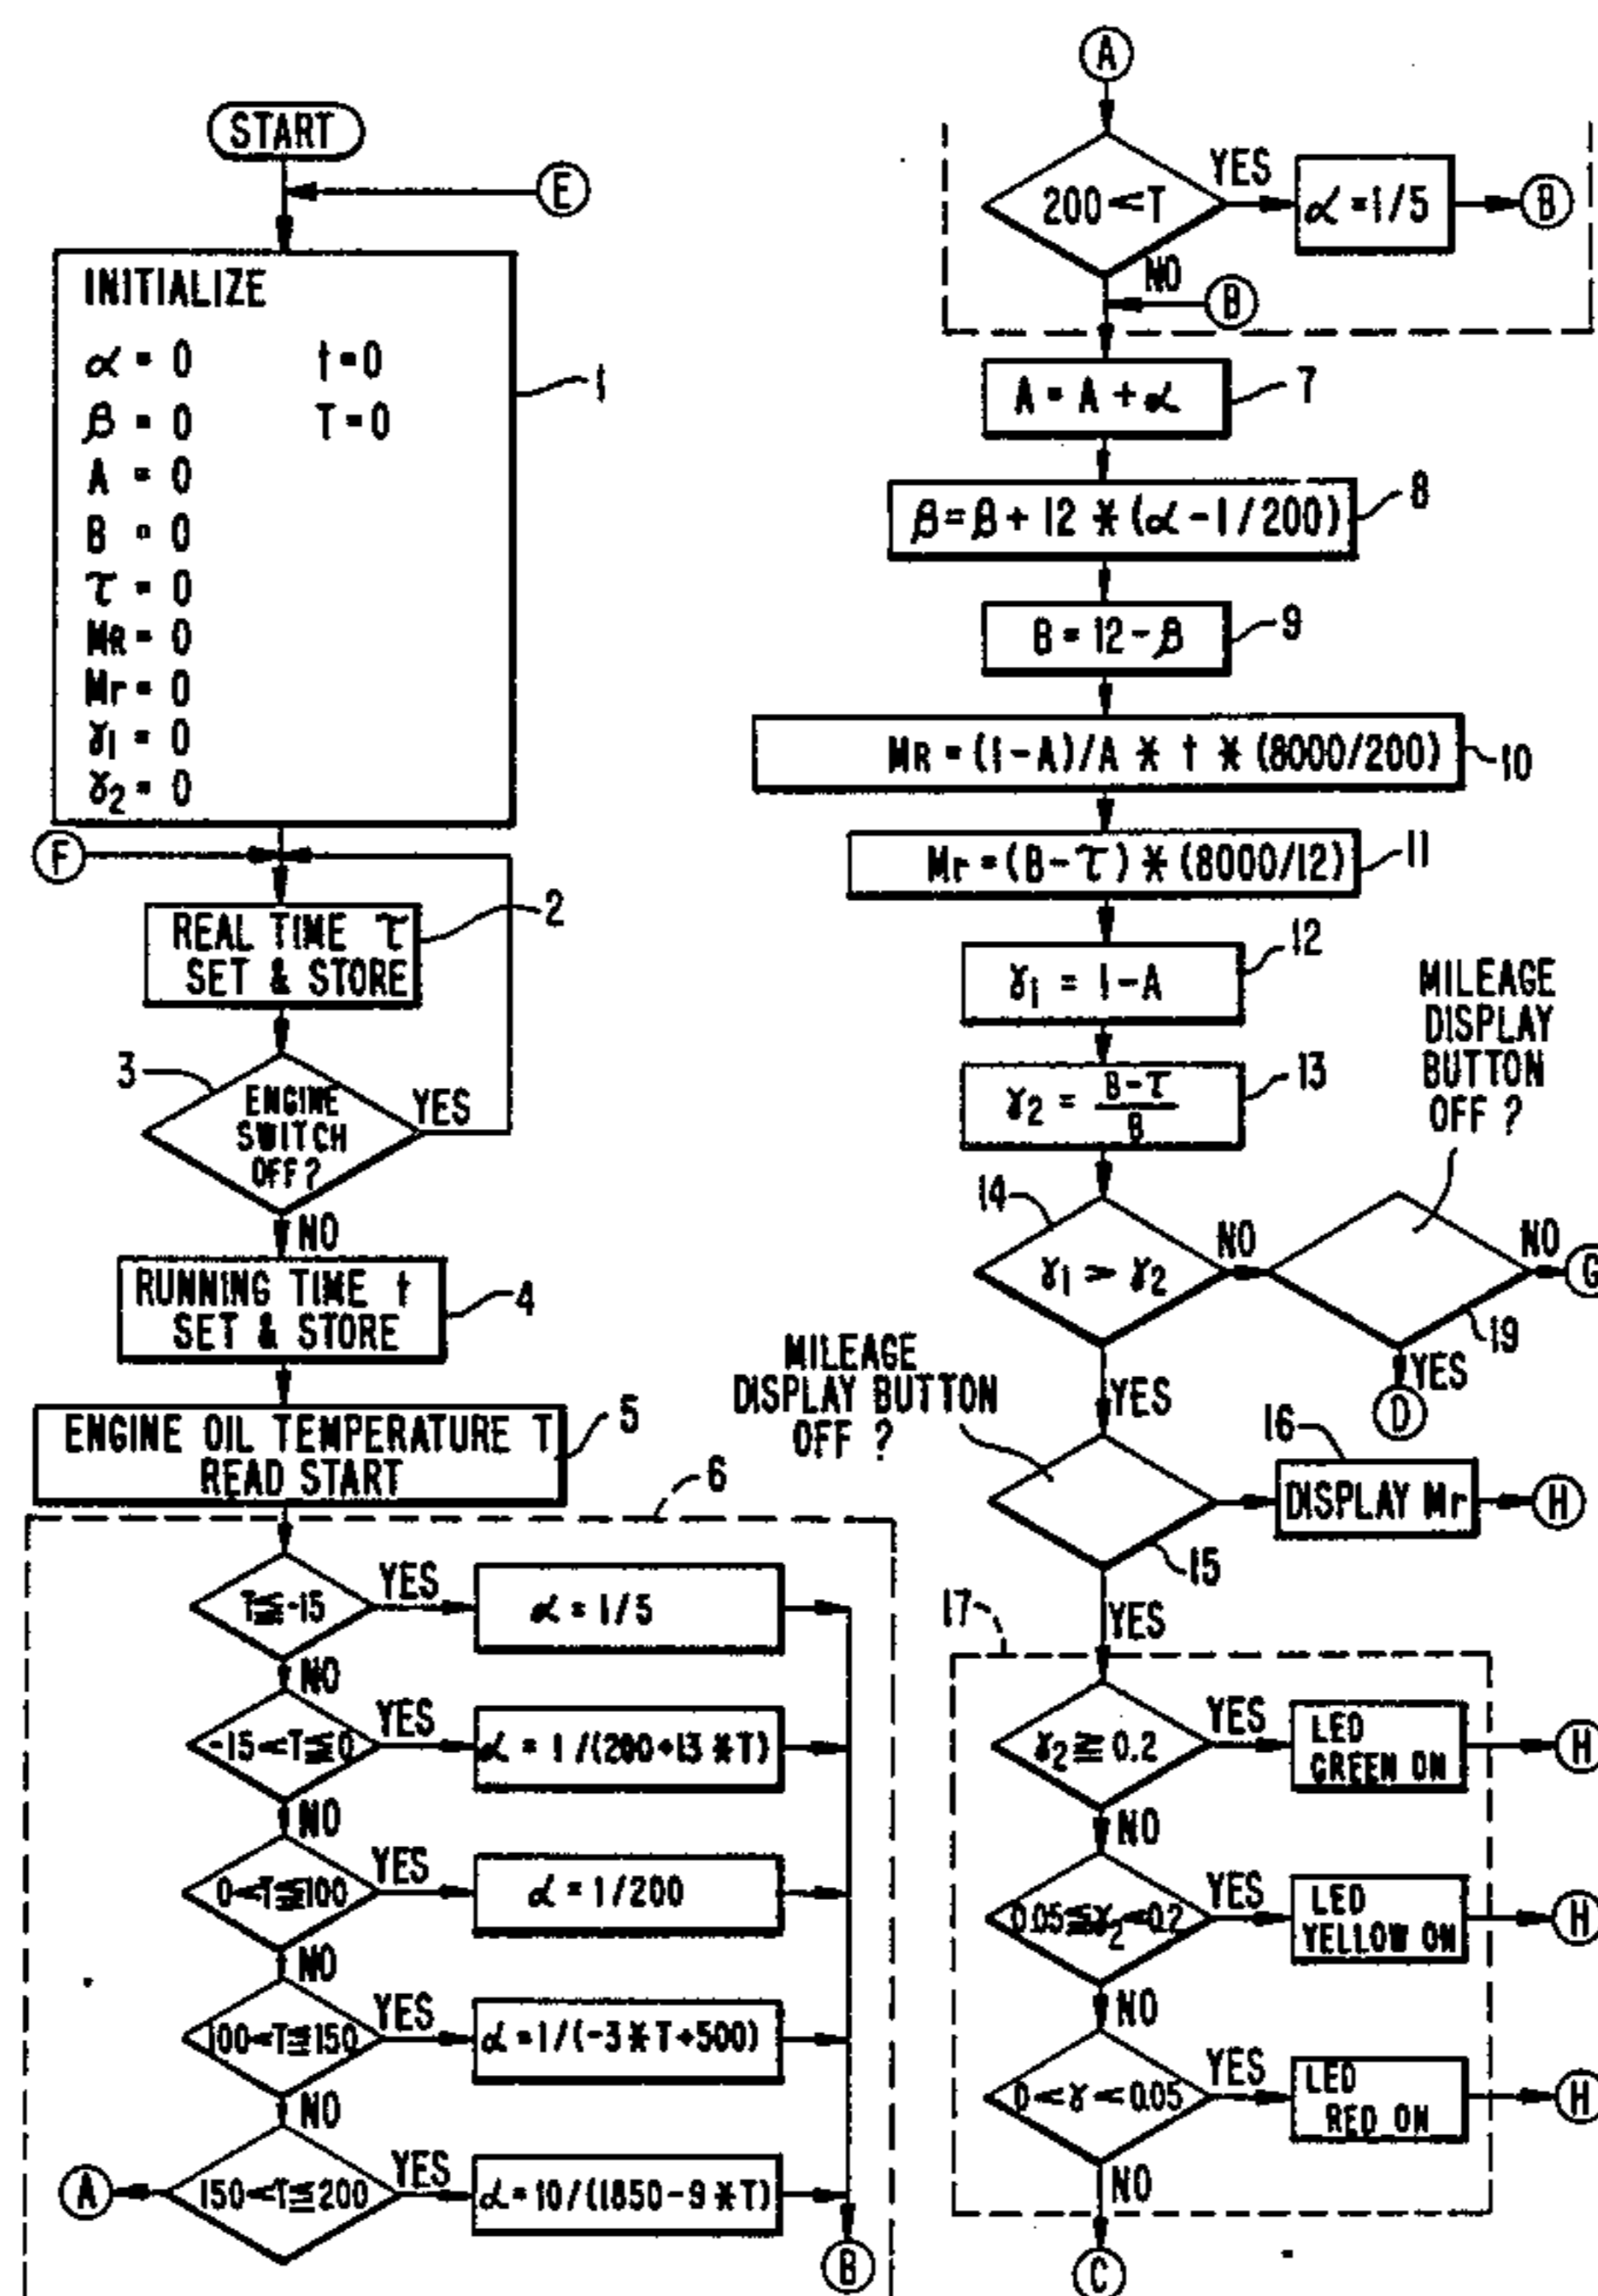 START
E
INITIALIZE
α = 0 t = 0
β = 0 T = 0
A = 0
B = 0
τ = 0
MR = 0
Mr = 0
γ1 = 0
γ2 = 0
1
F
REAL TIME τ
SET & STORE
2
3
ENGINE
SWITCH
OFF?
YES
NO
RUNNING TIME t
SET & STORE
4
ENGINE OIL TEMPERATURE T
READ START
5
6
T≦-15
YES
α = 1/5
NO
-15<T≦0
YES
α = 1/(200+13*T)
NO
0<T≦100
YES
α = 1/200
NO
100<T≦150
YES
α = 1/(-3*T+500)
NO
A
150<T≦200
YES
α = 10/(1850-9*T)
B
A
200<T
YES
α = 1/5
B
NO
B
A = A + α
7
β = β + 12 * (α - 1/200)
8
B = 12 - β
9
MR = (1-A)/A * t * (8000/200)
10
Mr = (B-τ) * (8000/12)
11
γ1 = 1-A
12
γ2 = B-τ
B
13
MILEAGE
DISPLAY
BUTTON
OFF ?
14
γ1 > γ2
NO
NO
G
19
YES
D
YES
MILEAGE
DISPLAY BUTTON
OFF ?
15
16
DISPLAY Mr
H
YES
17
γ2 ≧ 0.2
YES
LED
GREEN ON
H
NO
0.05≦γ2<0.2
YES
LED
YELLOW ON
H
NO
0<γ<0.05
YES
LED
RED ON
H
NO
C